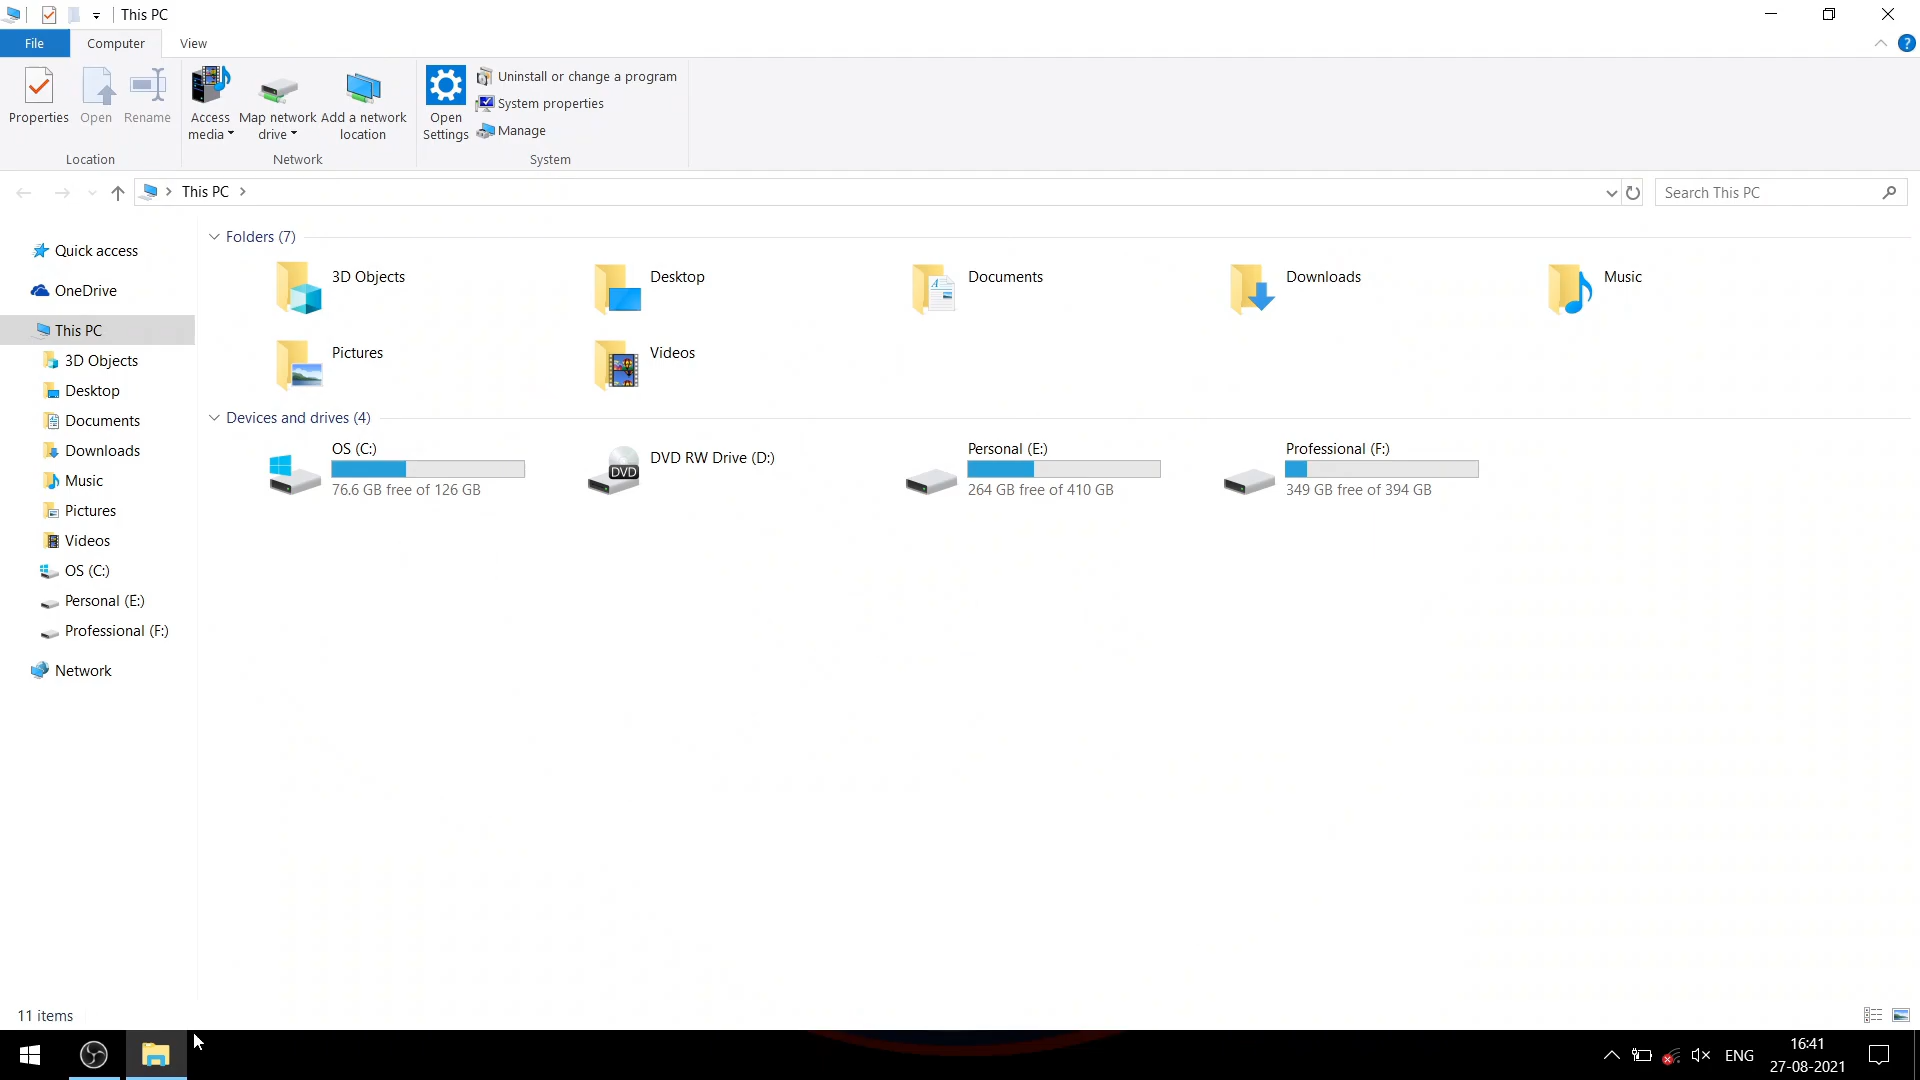 This PC
File
Computer
View
?
Properties
Open
Rename
Access media
Map network drive
Add a network location
Open Settings
Uninstall or change a program
System properties
Manage
Location
Network
System
This PC
Search This PC
Quick access
OneDrive
This PC
3D Objects
Desktop
Documents
Downloads
Music
Pictures
Videos
OS (C:)
Personal (E:)
Professional (F:)
Network
Folders (7)
3D Objects
Desktop
Documents
Downloads
Music
Pictures
Videos
Devices and drives (4)
OS (C:)
76.6 GB free of 126 GB
DVD
DVD RW Drive (D:)
Personal (E:)
264 GB free of 410 GB
Professional (F:)
349 GB free of 394 GB
11 items
ENG
16:41
27-08-2021